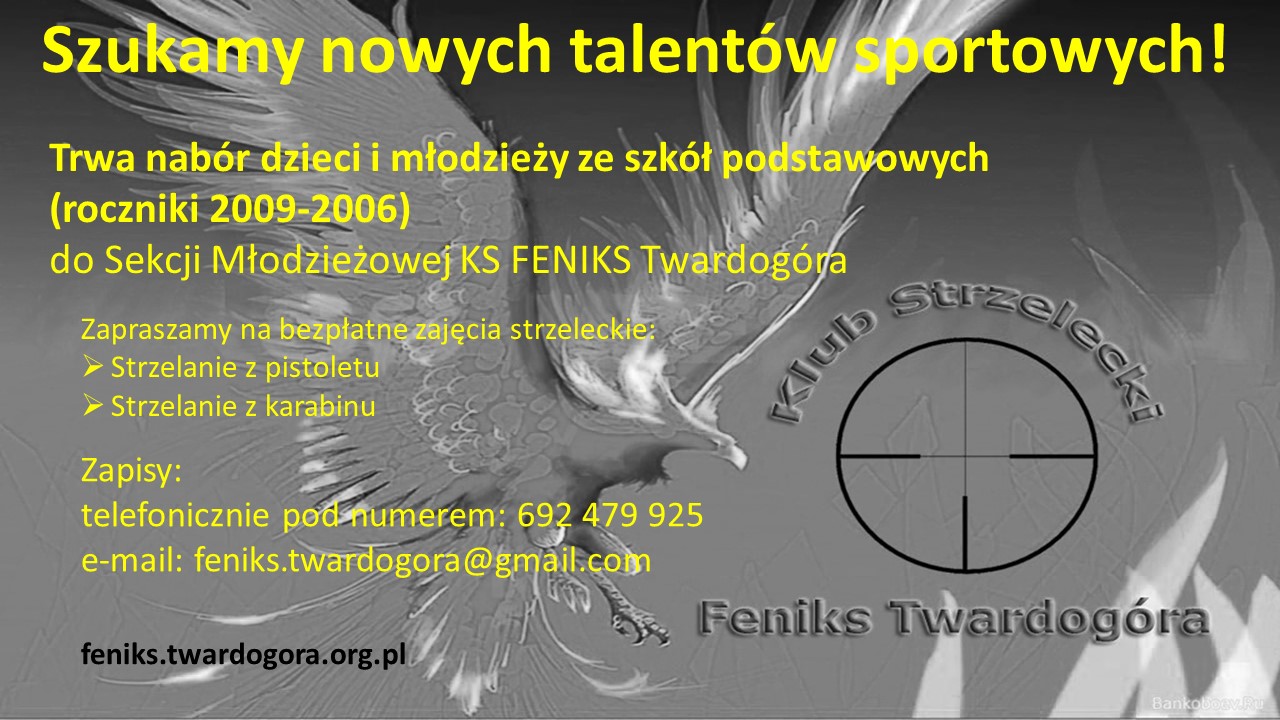 Szukamy nowych talentów sportowych!
Trwa nabór dzieci i młodzieży ze szkół podstawowych
(roczniki 2009-2006)
do Sekcji Młodzieżowej KS FENIKS Twardogóra
Zapraszamy na bezpłatne zajęcia strzeleckie:
➢ Strzelanie z pistoletu
➢ Strzelanie z karabinu
Klub Strzelecki
Zapisy:
telefonicznie pod numerem: 692 479 925
e-mail: feniks.twardogora@gmail.com
Feniks Twardogóra
feniks.twardogora.org.pl